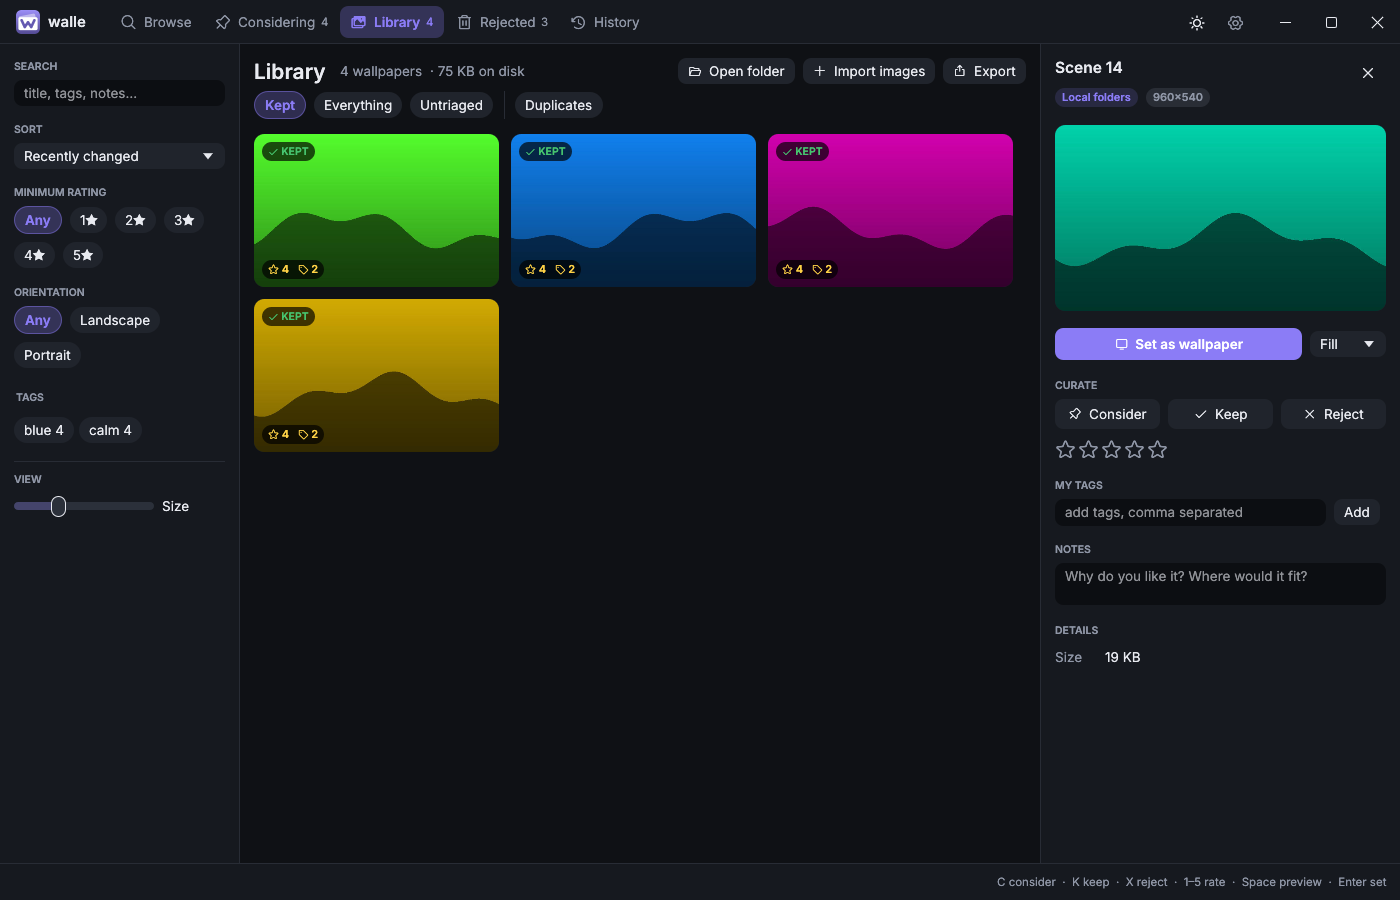 walle
Browse
Considering 4
Library 4
Rejected 3
History
SEARCH
title, tags, notes...
SORT
Recently changed
MINIMUM RATING
Any
1★
2★
3★
4★
5★
ORIENTATION
Any
Landscape
Portrait
TAGS
blue 4
calm 4
VIEW
Size
Library
4 wallpapers · 75 KB on disk
Open folder
Import images
Export
Kept
Everything
Untriaged
Duplicates
KEPT
4 2
KEPT
4 2
KEPT
4 2
KEPT
4 2
Scene 14
Local folders
960×540
Set as wallpaper
Fill
CURATE
Consider
Keep
Reject
MY TAGS
add tags, comma separated
Add
NOTES
Why do you like it? Where would it fit?
DETAILS
Size 19 KB
C consider · K keep · X reject · 1–5 rate · Space preview · Enter set